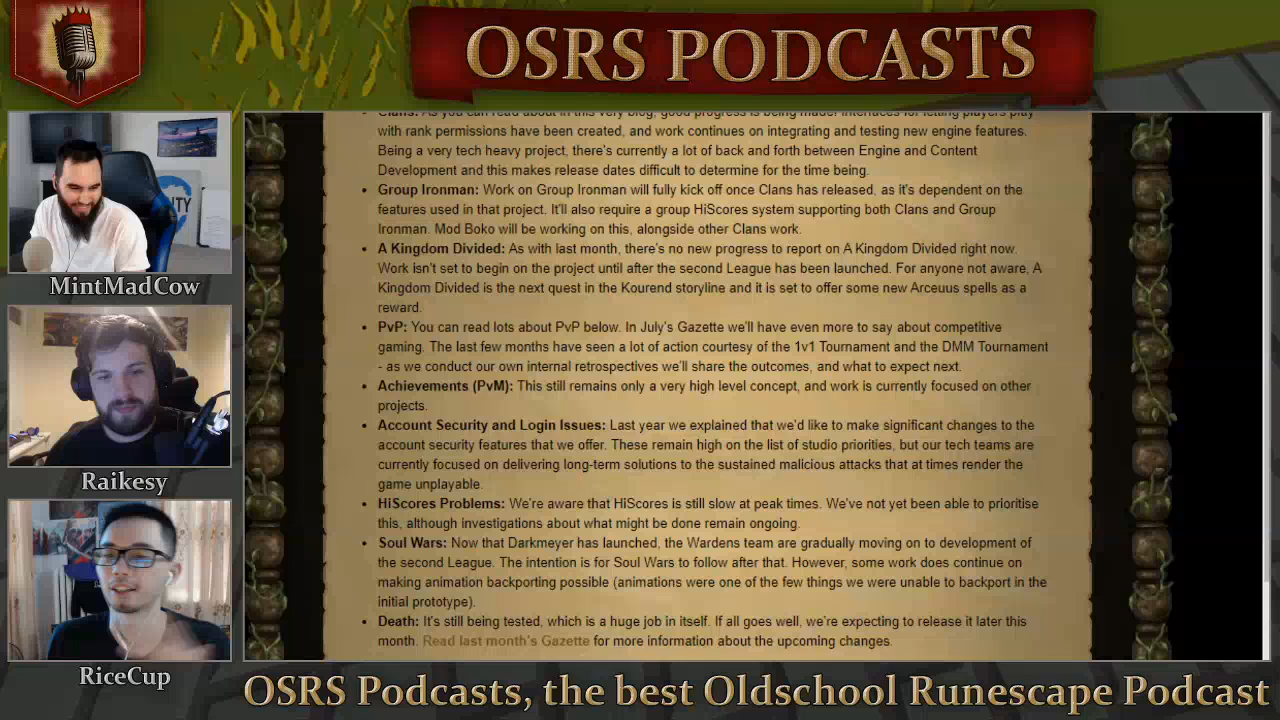 OSRS PODCASTS
Clans: As you can read about in this very blog, good progress is being made! Interfaces for letting players play
with rank permissions have been created, and work continues on integrating and testing new engine features.
Being a very tech heavy project, there's currently a lot of back and forth between Engine and Content
Development and this makes release dates difficult to determine for the time being.
• Group Ironman: Work on Group Ironman will fully kick off once Clans has released, as it's dependent on the
features used in that project. It'll also require a group HiScores system supporting both Clans and Group
Ironman. Mod Boko will be working on this, alongside other Clans work.
• A Kingdom Divided: As with last month, there's no new progress to report on A Kingdom Divided right now.
Work isn't set to begin on the project until after the second League has been launched. For anyone not aware, A
Kingdom Divided is the next quest in the Kourend storyline and it is set to offer some new Arceuus spells as a
reward.
• PvP: You can read lots about PvP below. In July's Gazette we'll have even more to say about competitive
gaming. The last few months have seen a lot of action courtesy of the 1v1 Tournament and the DMM Tournament
- as we conduct our own internal retrospectives we'll share the outcomes, and what to expect next.
• Achievements (PvM): This still remains only a very high level concept, and work is currently focused on other
projects.
• Account Security and Login Issues: Last year we explained that we'd like to make significant changes to the
account security features that we offer. These remain high on the list of studio priorities, but our tech teams are
currently focused on delivering long-term solutions to the sustained malicious attacks that at times render the
game unplayable.
• HiScores Problems: We're aware that HiScores is still slow at peak times. We've not yet been able to prioritise
this, although investigations about what might be done remain ongoing.
• Soul Wars: Now that Darkmeyer has launched, the Wardens team are gradually moving on to development of
the second League. The intention is for Soul Wars to follow after that. However, some work does continue on
making animation backporting possible (animations were one of the few things we were unable to backport in the
initial prototype).
• Death: It's still being tested, which is a huge job in itself. If all goes well, we're expecting to release it later this
month. Read last month's Gazette for more information about the upcoming changes.
ITY
MintMadCow
Raikesy
RiceCup
OSRS Podcasts, the best Oldschool Runescape Podcast